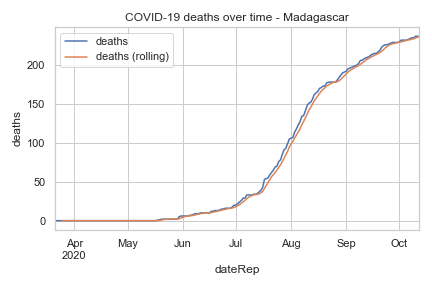 COVID-19 deaths over time - Madagascar
deaths
deaths (rolling)
deaths
200
150
100
50
0
Apr May Jun Jul Aug Sep Oct
2020
dateRep